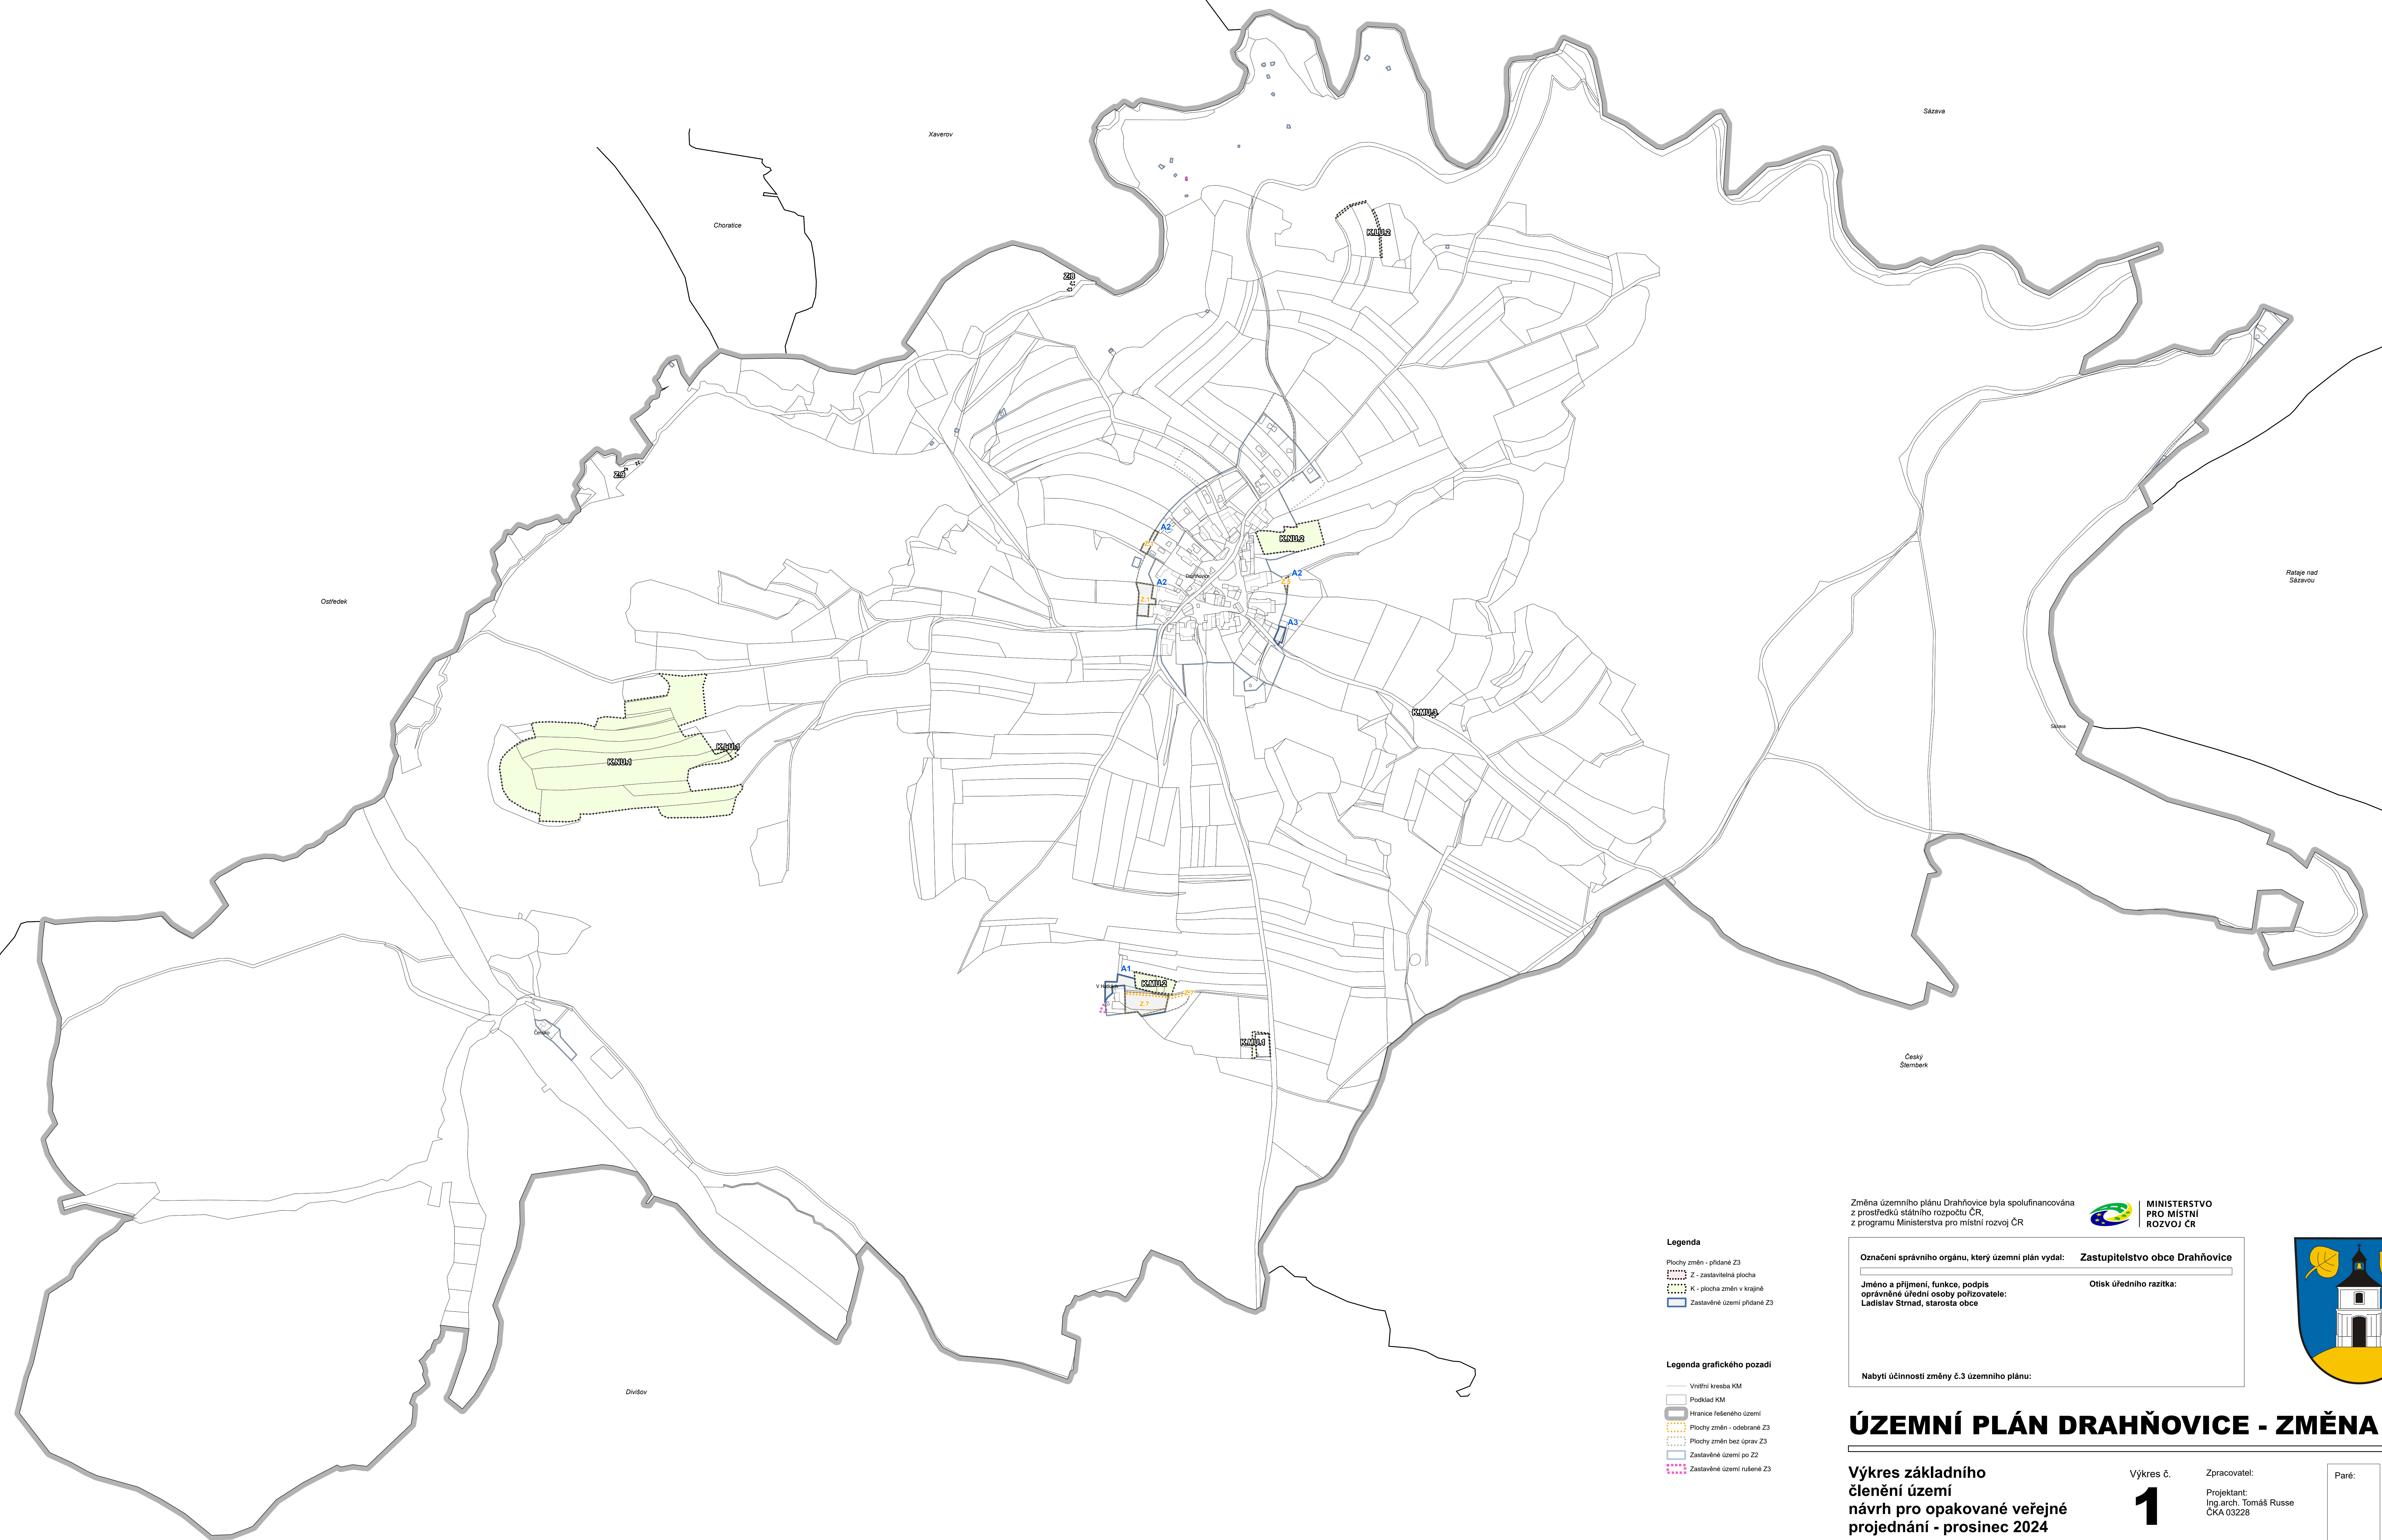 Sázava
Xaverov
Choratice
K.LU.2
Z.8
Z.9
A2
K.NU.2
Drahňovice
A2
A2
Z.5
Rataje nad
Sázavou
Ostředek
Z.1
A3
K.MU.3
Sázava
K.LU.1
K.NU.1
A1
K.MU.2
Z.7
K.MU.1
Český
Šternberk
Divišov
Změna územního plánu Drahňovice byla spolufinancována
z prostředků státního rozpočtu ČR,
z programu Ministerstva pro místní rozvoj ČR
MINISTERSTVO
PRO MÍSTNÍ
ROZVOJ ČR
Legenda
Plochy změn - přidané Z3
Z - zastavitelná plocha
K - plocha změn v krajině
Zastavěné území přidané Z3
Označení správního orgánu, který územní plán vydal: Zastupitelstvo obce Drahňovice
Jméno a příjmení, funkce, podpis
oprávněné úřední osoby pořizovatele:
Ladislav Strnad, starosta obce
Otisk úředního razítka:
Nabytí účinnosti změny č.3 územního plánu:
Legenda grafického pozadí
Vnitřní kresba KM
Podklad KM
Hranice řešeného území
Plochy změn - odebrané Z3
Plochy změn bez úprav Z3
Zastavěné území po Z2
Zastavěné území rušené Z3
ÚZEMNÍ PLÁN DRAHŇOVICE - ZMĚNA
Výkres základního
členění území
návrh pro opakované veřejné
projednání - prosinec 2024
Výkres č.
1
Zpracovatel:
Projektant:
Ing.arch. Tomáš Russe
ČKA 03228
Paré: